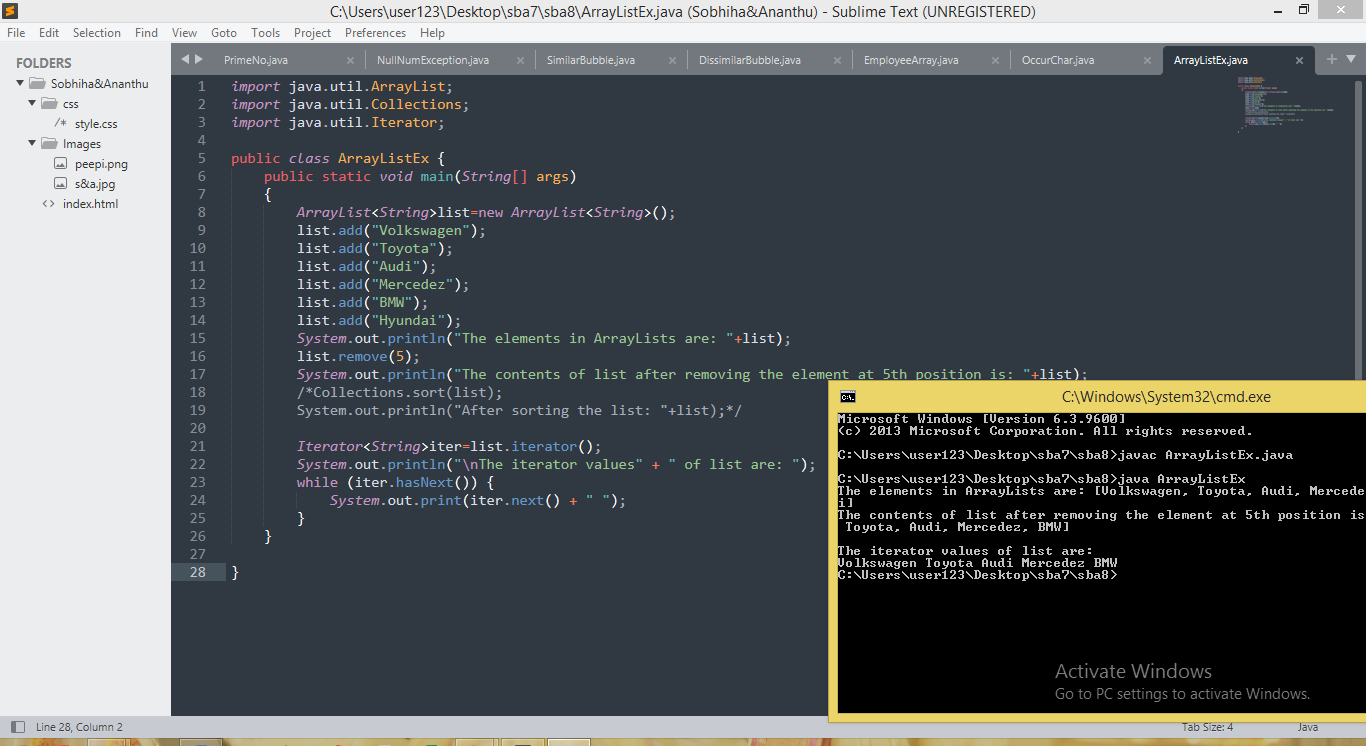 C:\Users\user123\Desktop\sba7\sba8\ArrayListEx.java (Sobhiha&Ananthu) - Sublime Text (UNREGISTERED)
File Edit Selection Find View Goto Tools Project Preferences Help
FOLDERS
Sobhiha&Ananthu
css
/* style.css
Images
peepi.png
s&a.jpg
<> index.html
PrimeNo.java × NullNumException.java × SimilarBubble.java × DissimilarBubble.java × EmployeeArray.java × OccurChar.java × ArrayListEx.java ×
1 import java.util.ArrayList;
2 import java.util.Collections;
3 import java.util.Iterator;
4
5 public class ArrayListEx {
6 public static void main(String[] args)
7 {
8 ArrayList<String>list=new ArrayList<String>();
9 list.add("Volkswagen");
10 list.add("Toyota");
11 list.add("Audi");
12 list.add("Mercedez");
13 list.add("BMW");
14 list.add("Hyundai");
15 System.out.println("The elements in ArrayLists are: "+list);
16 list.remove(5);
17 System.out.println("The contents of list after removing the element at 5th position is: "+list);
18 /*Collections.sort(list);
19 System.out.println("After sorting the list: "+list);*/
20
21 Iterator<String>iter=list.iterator();
22 System.out.println("\nThe iterator values" + " of list are: ");
23 while (iter.hasNext()) {
24 System.out.print(iter.next() + " ");
25 }
26 }
27
28 }
C:\Windows\System32\cmd.exe
Microsoft Windows [Version 6.3.9600]
(c) 2013 Microsoft Corporation. All rights reserved.
C:\Users\user123\Desktop\sba7\sba8>javac ArrayListEx.java
C:\Users\user123\Desktop\sba7\sba8>java ArrayListEx
The elements in ArrayLists are: [Volkswagen, Toyota, Audi, Mercede
i]
The contents of list after removing the element at 5th position is
Toyota, Audi, Mercedez, BMW]
The iterator values of list are:
Volkswagen Toyota Audi Mercedez BMW
C:\Users\user123\Desktop\sba7\sba8>
Activate Windows
Go to PC settings to activate Windows.
Line 28, Column 2
Tab Size: 4
Java